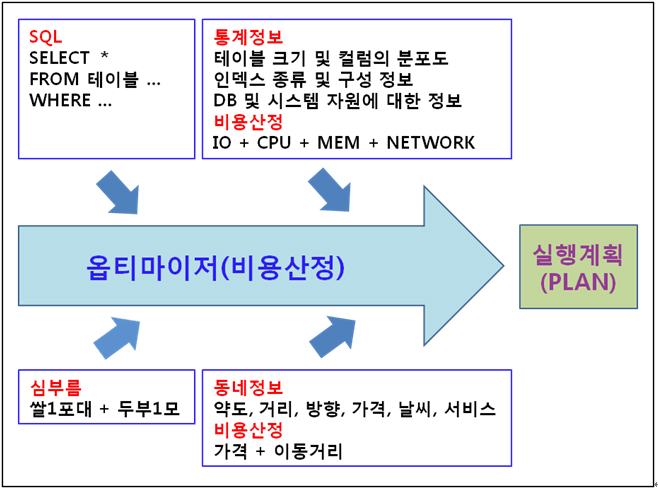 SQL
SELECT *
FROM 테이블 ...
WHERE ...
통계정보
테이블 크기 및 컬럼의 분포도
인덱스 종류 및 구성 정보
DB 및 시스템 자원에 대한 정보
비용산정
IO + CPU + MEM + NETWORK
옵티마이저(비용산정)
실행계획
(PLAN)
심부름
쌀1포대 + 두부1모
동네정보
약도, 거리, 방향, 가격, 날씨, 서비스
비용산정
가격 + 이동거리